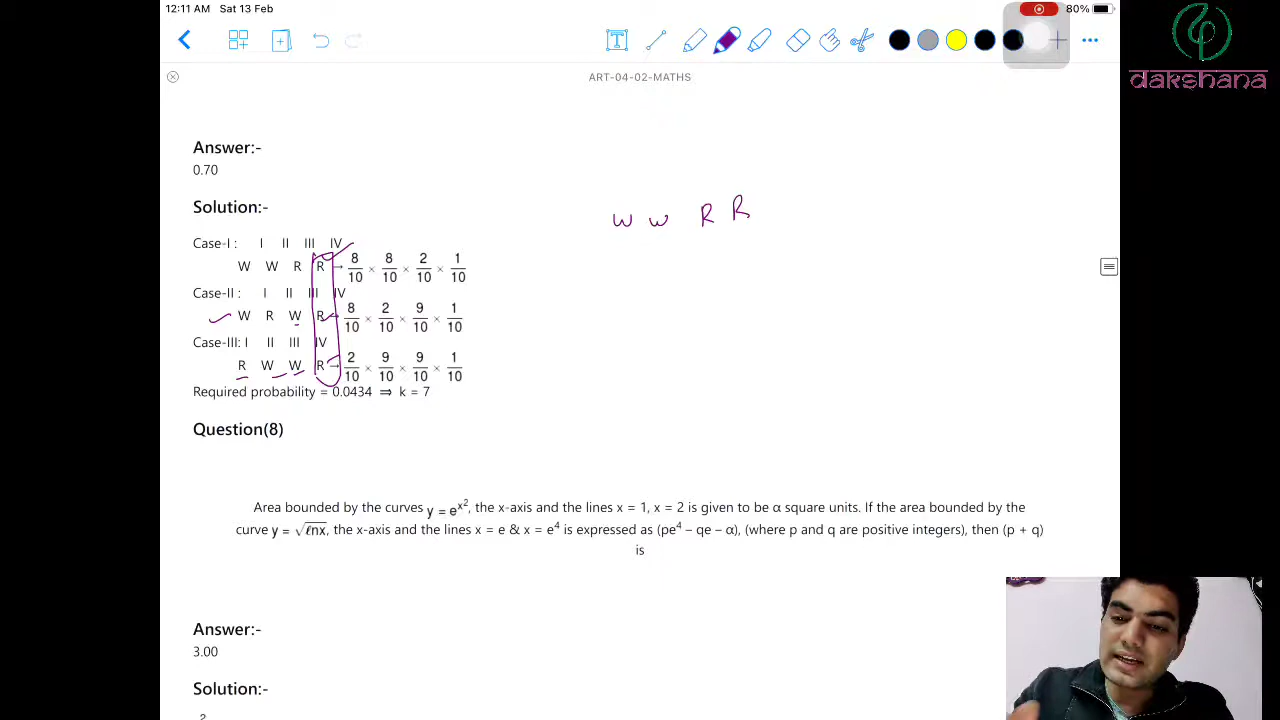 12:11 AM Sat 13 Feb 80%
dakshana
ART-04-02-MATHS
Answer:-
0.70
Solution:-
W W R R
Case-I : I II III IV
W W R R → 8/10 × 8/10 × 2/10 × 1/10
Case-II : I II III IV
W R W R → 8/10 × 2/10 × 9/10 × 1/10
Case-III: I II III IV
R W W R → 2/10 × 9/10 × 9/10 × 1/10
Required probability = 0.0434 ⇒ k = 7
Question(8)
Area bounded by the curves y = e^x^2, the x-axis and the lines x = 1, x = 2 is given to be α square units. If the area bounded by the
curve y = √ℓnx, the x-axis and the lines x = e & x = e^4 is expressed as (pe^4 – qe – α), (where p and q are positive integers), then (p + q)
is
Answer:-
3.00
Solution:-
2